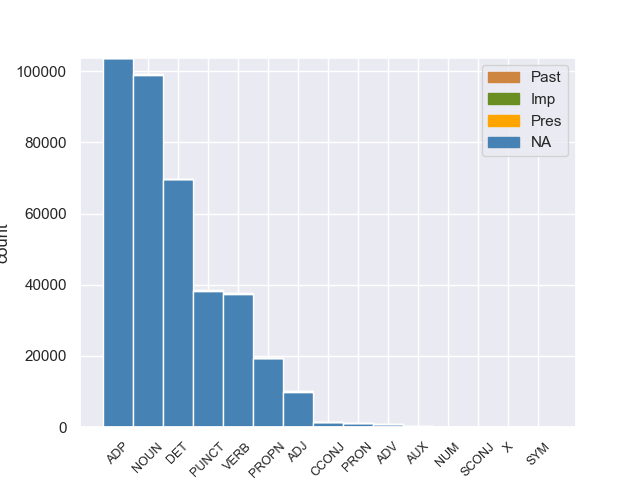 100000
80000
60000
40000
20000
0
count
Past
Imp
Pres
NA
ADP
NOUN
DET
PUNCT
VERB
PROPN
ADJ
CCONJ
PRON
ADV
AUX
NUM
SCONJ
X
SYM